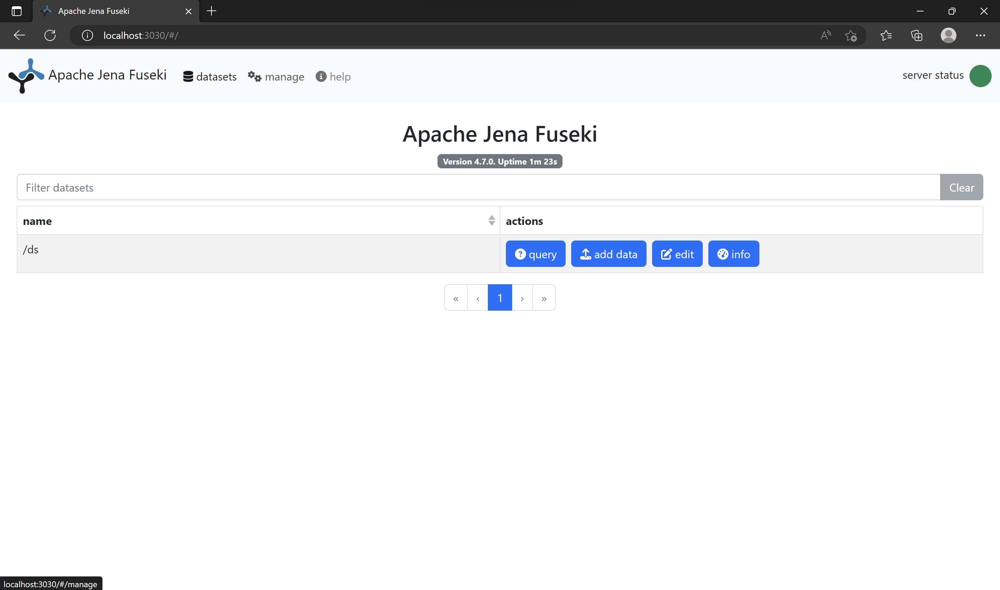 Apache Jena Fuseki
localhost:3030/#/
Apache Jena Fuseki datasets manage help server status
Apache Jena Fuseki
Version 4.7.0. Uptime 1m 23s
Filter datasets Clear
name actions
/ds query add data edit info
« ‹ 1 › »
localhost:3030/#/manage